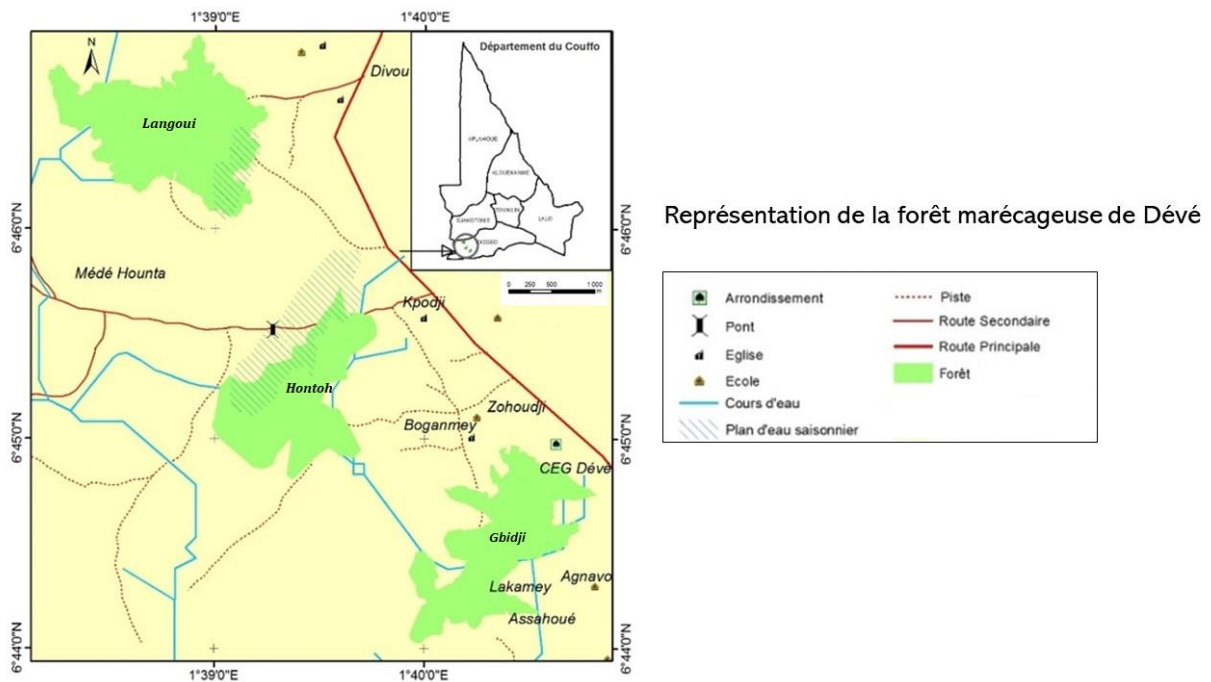 1°39'0"E
1°40'0"E
N
Département du Couffo
Divou
Langoui
APLAHOUE
KLOUEKANME
TOVIKLIN
DJAKOTOME
LALO
DOGBO
6°46'0"N
6°46'0"N
Médé Hounta
0 250 500 1 000
m
Kpodji
Hontoh
Zohoudji
Boganmey
6°45'0"N
6°45'0"N
CEG Dévé
Gbidji
Agnavo
Lakamey
Assahoué
6°44'0"N
6°44'0"N
1°39'0"E
1°40'0"E
Représentation de la forêt marécageuse de Dévé
Arrondissement
Pont
Eglise
Ecole
Cours d'eau
Plan d'eau saisonnier
Piste
Route Secondaire
Route Principale
Forêt